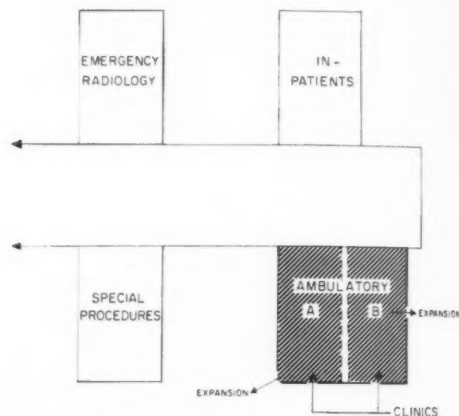 EMERGENCY
RADIOLOGY
IN-
PATIENTS
SPECIAL
PROCEDURES
AMBULATORY
A
B
EXPANSION
EXPANSION
CLINICS